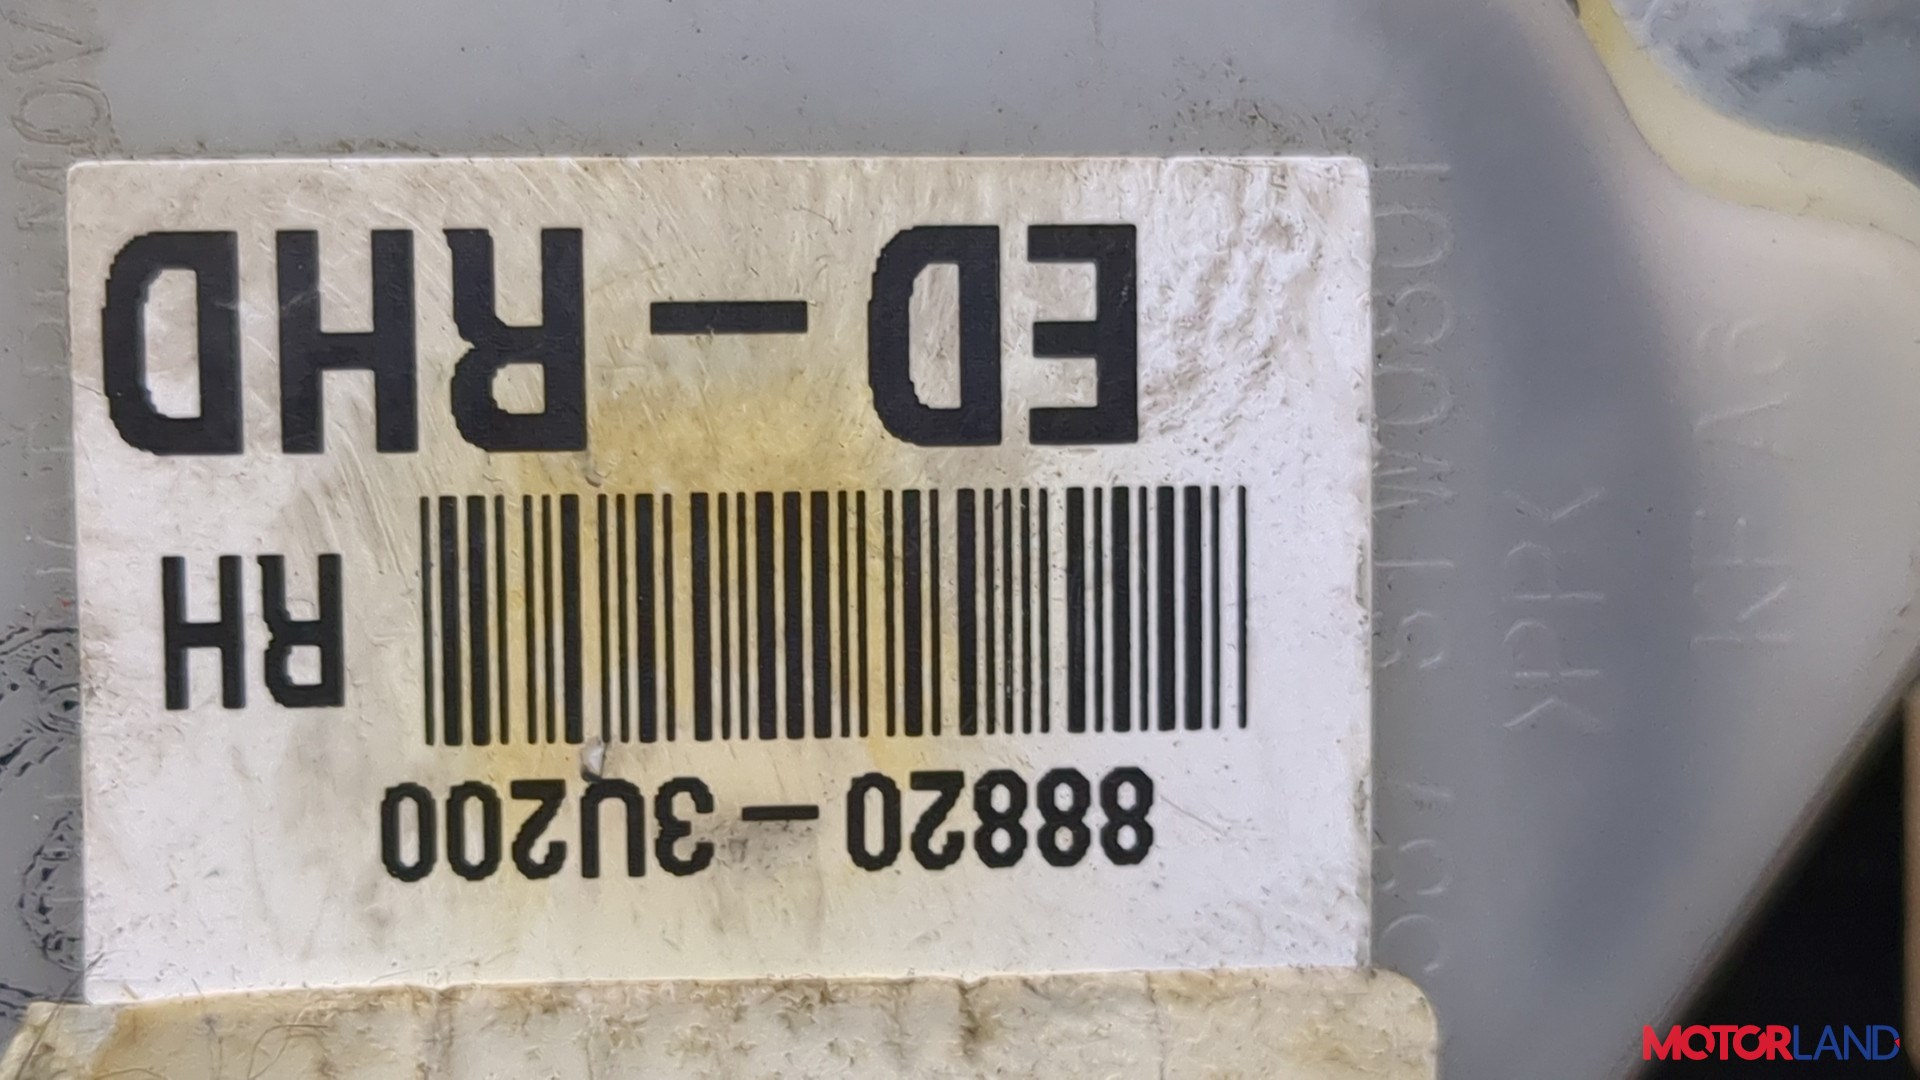 88820-3U200
RH
ED-RHD
MOTORLAND